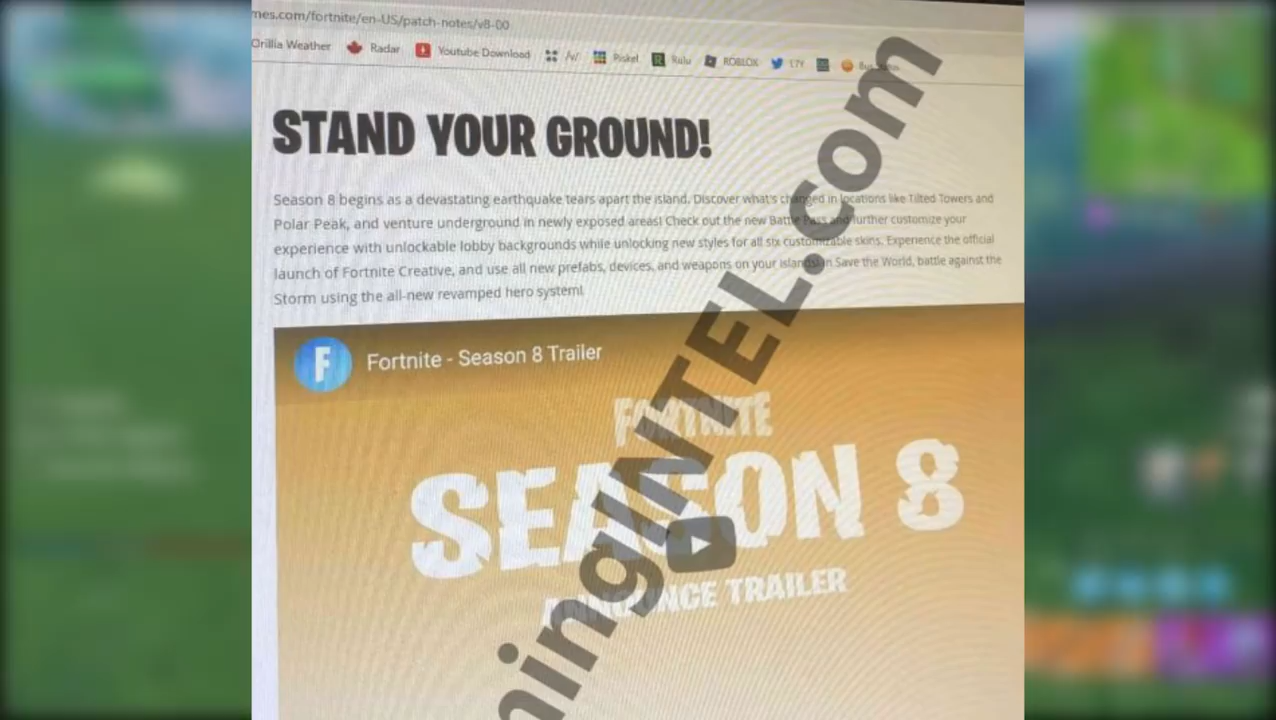 mes.com/fortnite/en-US/patch-notes/v8-00
Orillia Weather Radar Youtube Download /v/ Piskel Rulu ROBLOX LTY
STAND YOUR GROUND!
Season 8 begins as a devastating earthquake tears apart the island. Discover what's changed in locations like Tilted Towers and
Polar Peak, and venture underground in newly exposed areas! Check out the new Battle Pass and further customize your
experience with unlockable lobby backgrounds while unlocking new styles for all six customizable skins. Experience the official
launch of Fortnite Creative, and use all new prefabs, devices, and weapons on your islands! In Save the World, battle against the
Storm using the all-new revamped hero system!
F Fortnite - Season 8 Trailer
FORTNITE
SEASON 8
ANNOUNCE TRAILER
ningINTEL.com